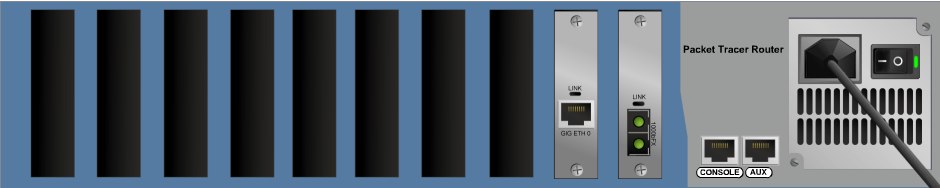 LINK
GIG ETH 0
LINK
Packet Tracer Router
CONSOLE
AUX